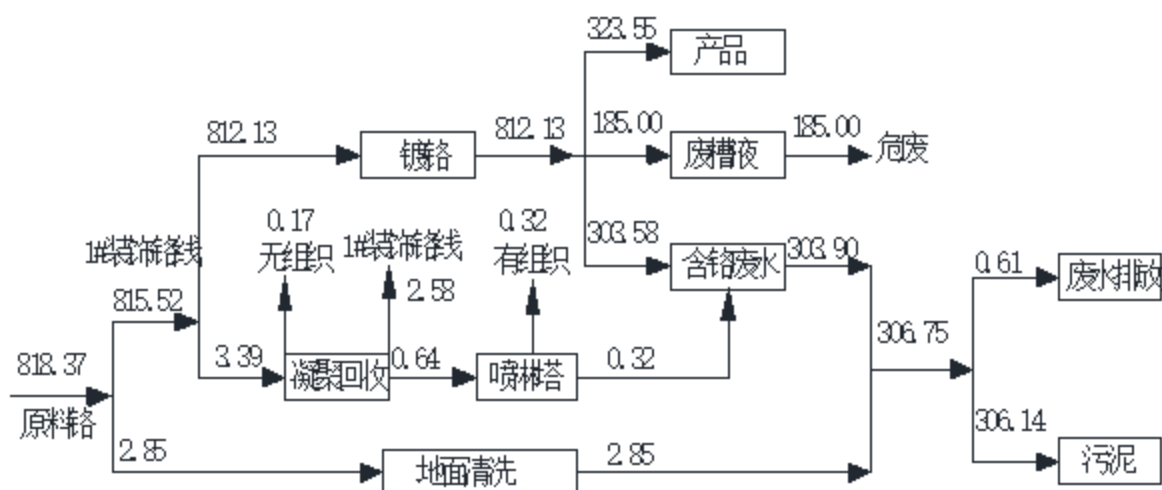 323.55
产品
812.13
镀铬
812.13
185.00
废槽液
185.00
危废
0.17
无组织
1#装饰铬线
0.32
有组织
303.58
含铬废水
303.90
1#装饰铬线
2.58
0.61
废水排放
815.52
306.75
818.37
原料铬
3.39
凝聚回收
0.64
喷淋塔
0.32
306.14
污泥
2.85
地面清洗
2.85